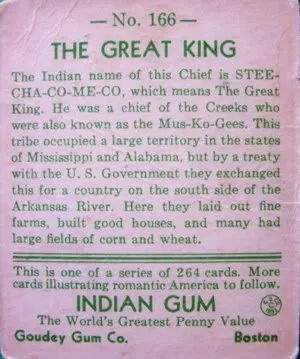 — No. 166 —
THE GREAT KING
The Indian name of this Chief is STEE-
CHA-CO-ME-CO, which means The Great
King. He was a chief of the Creeks who
were also known as the Mus-Ko-Gees. This
tribe occupied a large territory in the states
of Mississippi and Alabama, but by a treaty
with the U. S. Government they exchanged
this for a country on the south side of the
Arkansas River. Here they laid out fine
farms, built good houses, and many had
large fields of corn and wheat.
This is one of a series of 264 cards. More
cards illustrating romantic America to follow.
INDIAN GUM
The World's Greatest Penny Value
Goudey Gum Co. Boston